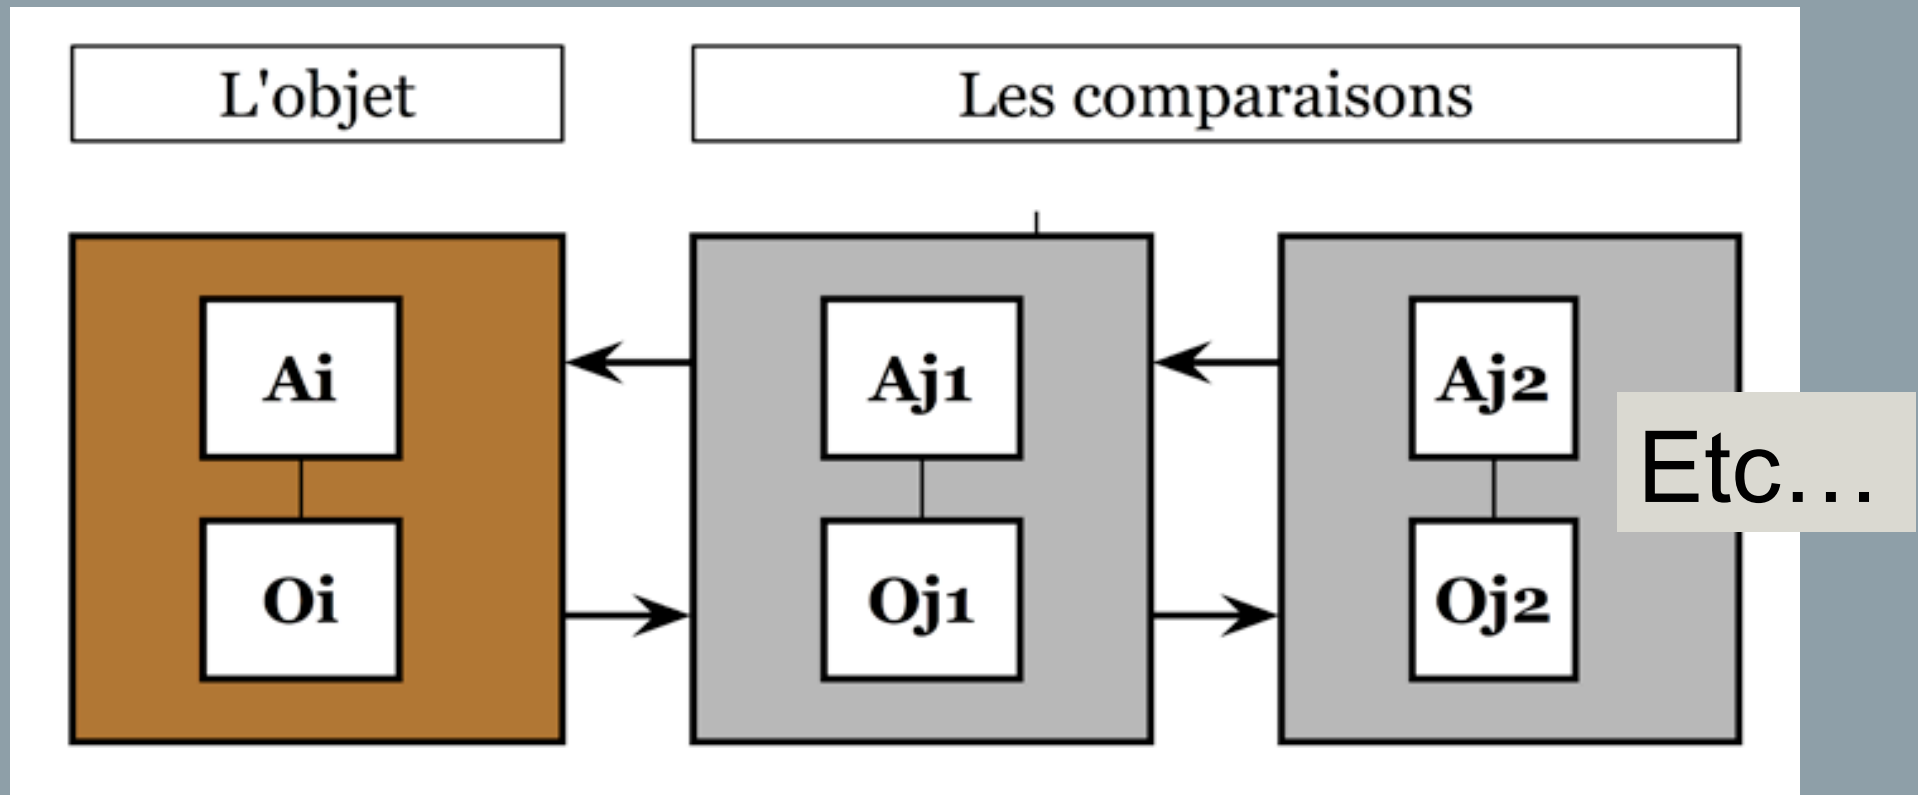 L'objet
Les comparaisons
Ai
Aj1
Aj2
Etc...
Oi
Oj1
Oj2